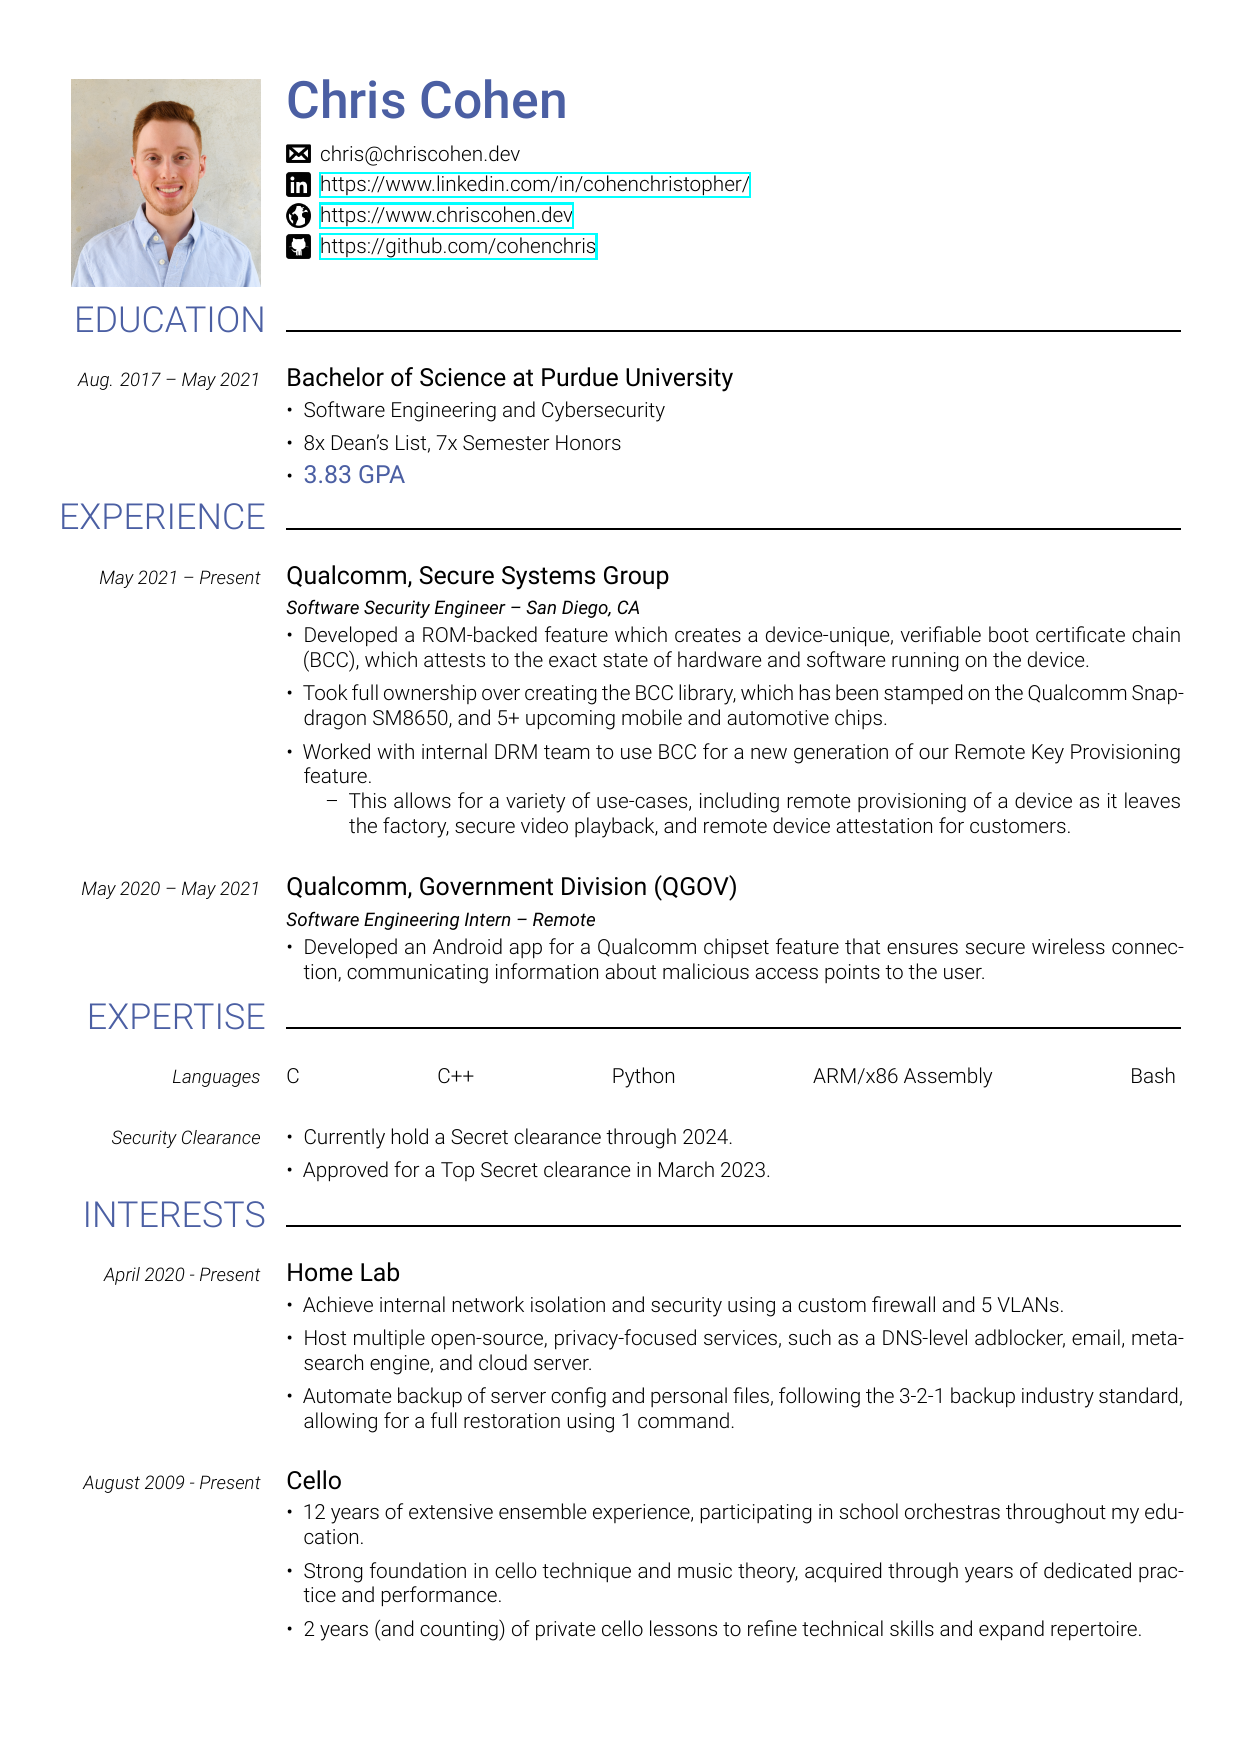 Chris Cohen
chris@chriscohen.dev
https://www.linkedin.com/in/cohenchristopher/
https://www.chriscohen.dev
https://github.com/cohenchris
EDUCATION
Aug. 2017 – May 2021 Bachelor of Science at Purdue University
• Software Engineering and Cybersecurity
• 8x Dean’s List, 7x Semester Honors
• 3.83 GPA
EXPERIENCE
May 2021 – Present Qualcomm, Secure Systems Group
Software Security Engineer – San Diego, CA
• Developed a ROM-backed feature which creates a device-unique, verifiable boot certificate chain
(BCC), which attests to the exact state of hardware and software running on the device.
• Took full ownership over creating the BCC library, which has been stamped on the Qualcomm Snap-
dragon SM8650, and 5+ upcoming mobile and automotive chips.
• Worked with internal DRM team to use BCC for a new generation of our Remote Key Provisioning
feature.
– This allows for a variety of use-cases, including remote provisioning of a device as it leaves
the factory, secure video playback, and remote device attestation for customers.
May 2020 – May 2021 Qualcomm, Government Division (QGOV)
Software Engineering Intern – Remote
• Developed an Android app for a Qualcomm chipset feature that ensures secure wireless connec-
tion, communicating information about malicious access points to the user.
EXPERTISE
Languages C C++ Python ARM/x86 Assembly Bash
Security Clearance • Currently hold a Secret clearance through 2024.
• Approved for a Top Secret clearance in March 2023.
INTERESTS
April 2020 - Present Home Lab
• Achieve internal network isolation and security using a custom firewall and 5 VLANs.
• Host multiple open-source, privacy-focused services, such as a DNS-level adblocker, email, meta-
search engine, and cloud server.
• Automate backup of server config and personal files, following the 3-2-1 backup industry standard,
allowing for a full restoration using 1 command.
August 2009 - Present Cello
• 12 years of extensive ensemble experience, participating in school orchestras throughout my edu-
cation.
• Strong foundation in cello technique and music theory, acquired through years of dedicated prac-
tice and performance.
• 2 years (and counting) of private cello lessons to refine technical skills and expand repertoire.